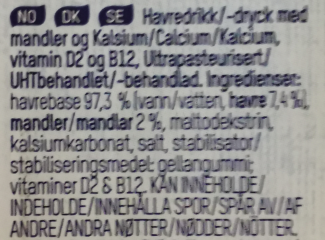 NO DK SE Havredrikk/-dryck med
mandler og Kalsium/Calcium/Kalcium,
vitamin D2 og B12, Ultrapasteurisert/
UHTbehandlet/-behandlad. Ingredienser:
havrebase 97,3 % (vann/vatten, havre 7,4 %),
mandler/mandlar 2 %, maltodekstrin,
kalsiumkarbonat, salt, stabilisator/
stabiliseringsmedel: gellangummi;
vitaminer D2 & B12. KAN INNEHOLDE/
INDEHOLDE/INNEHÅLLA SPOR/SPÅR AV/AF
ANDRE/ANDRA NØTTER/NØDDER/NÖTTER.